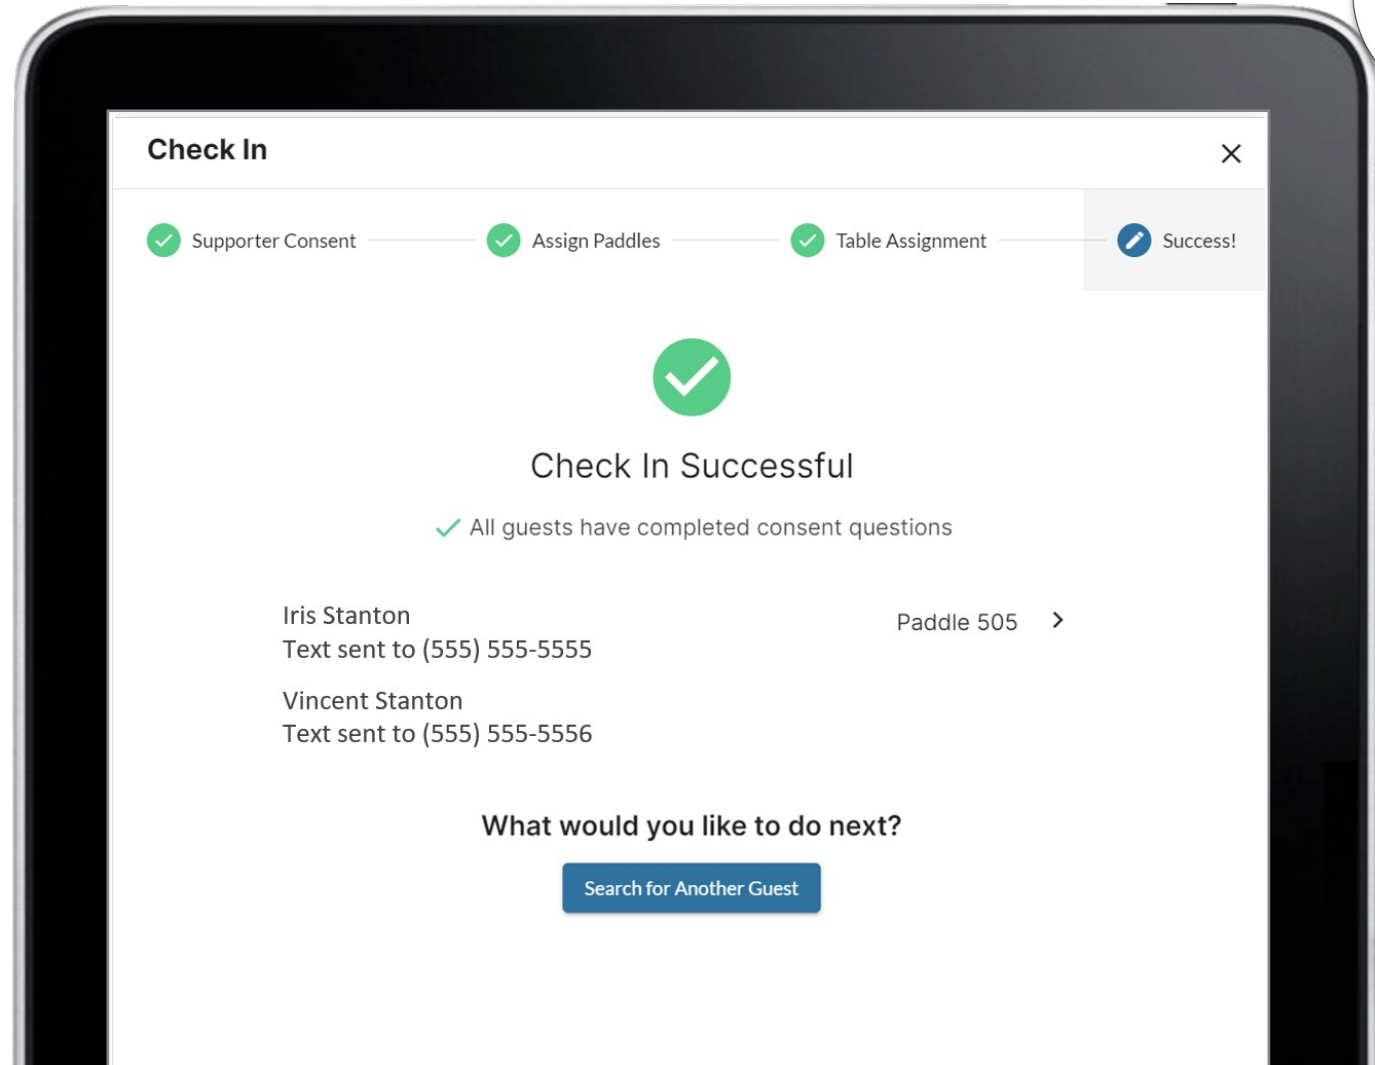 Check In
Supporter Consent
Assign Paddles
Table Assignment
Success!
Check In Successful
All guests have completed consent questions
Iris Stanton
Paddle 505
Text sent to (555) 555-5555
Vincent Stanton
Text sent to (555) 555-5556
What would you like to do next?
Search for Another Guest